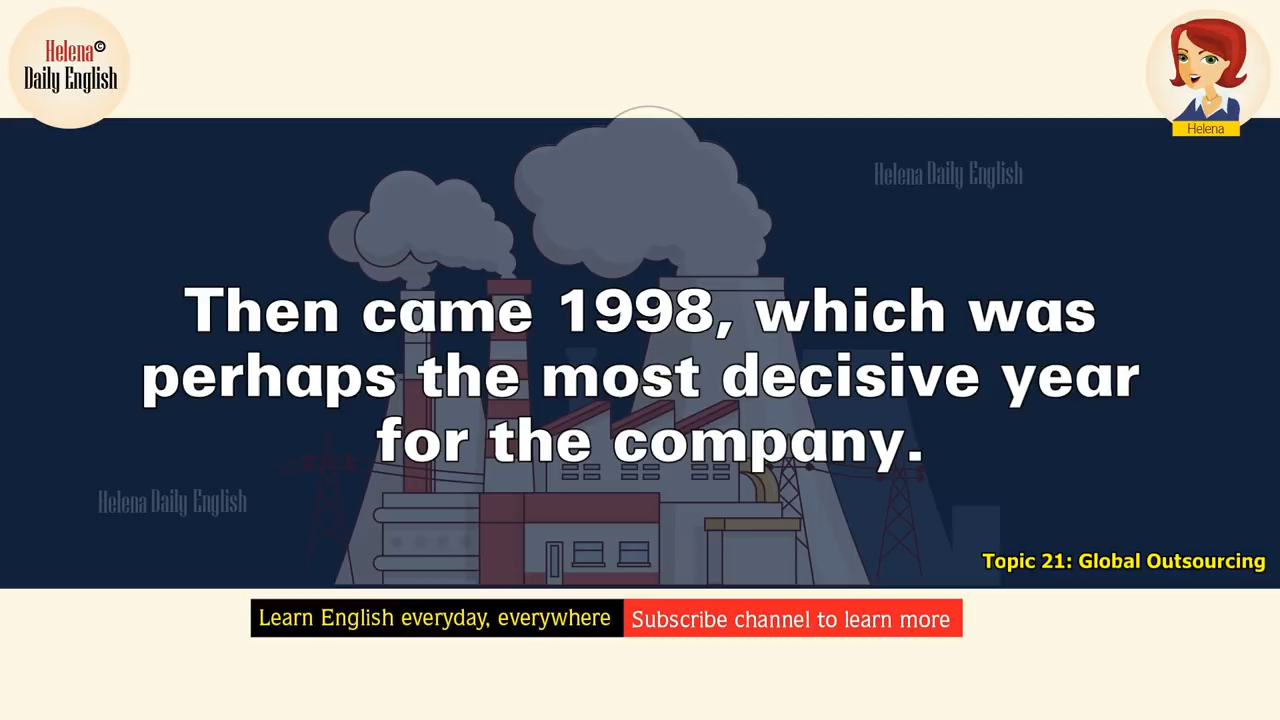 Helena©
Daily English
Helena
Helena Daily English
Then came 1998, which was
perhaps the most decisive year
for the company.
Helena Daily English
Topic 21: Global Outsourcing
Learn English everyday, everywhere
Subscribe channel to learn more